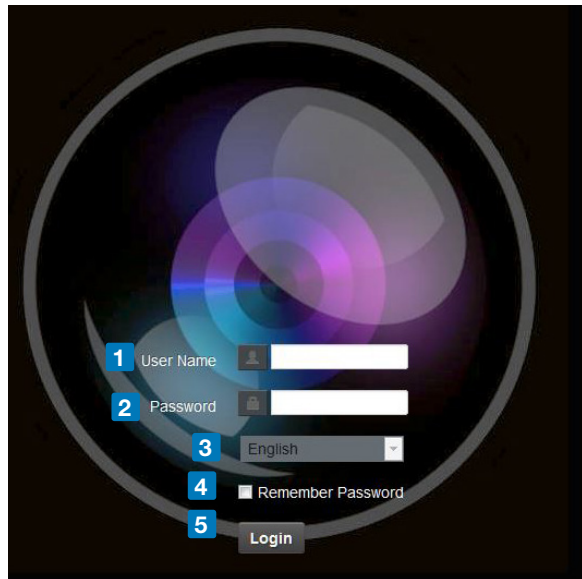 1 User Name
2 Password
3 English
4 Remember Password
5 Login